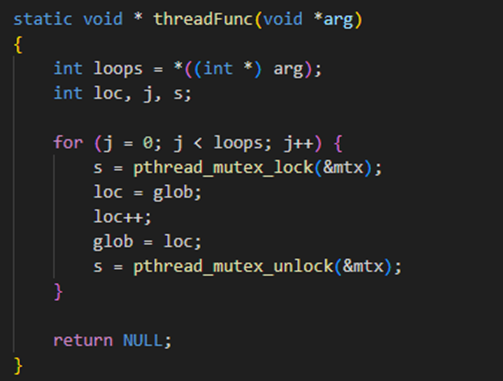 static void * threadFunc(void *arg)
{
    int loops = *((int *) arg);
    int loc, j, s;

    for (j = 0; j < loops; j++) {
        s = pthread_mutex_lock(&mtx);
        loc = glob;
        loc++;
        glob = loc;
        s = pthread_mutex_unlock(&mtx);
    }

    return NULL;
}